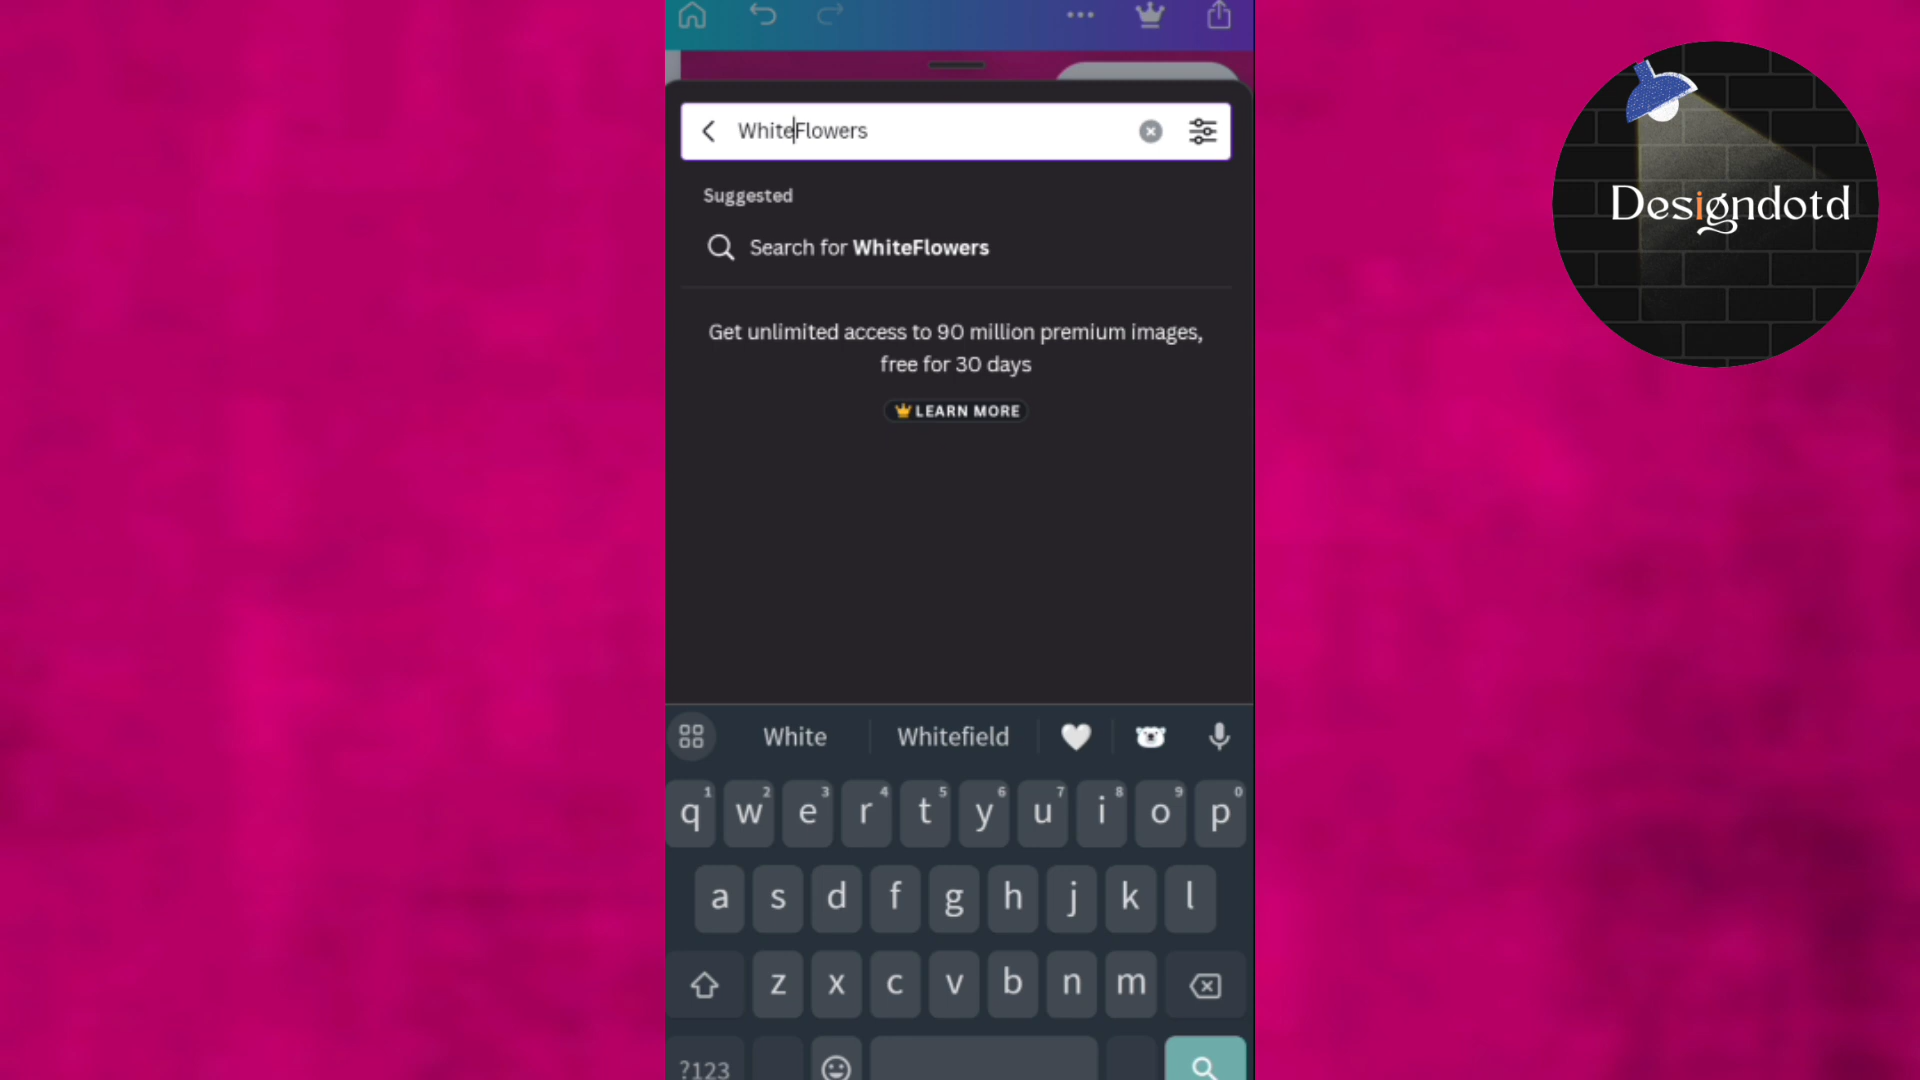 WhiteFlowers
Suggested
Search for WhiteFlowers
Get unlimited access to 90 million premium images,
free for 30 days
LEARN MORE
White Whitefield
1 2 3 4 5 6 7 8 9 0
q w e r t y u i o p
a s d f g h j k l
z x c v b n m
?123
Designdotd